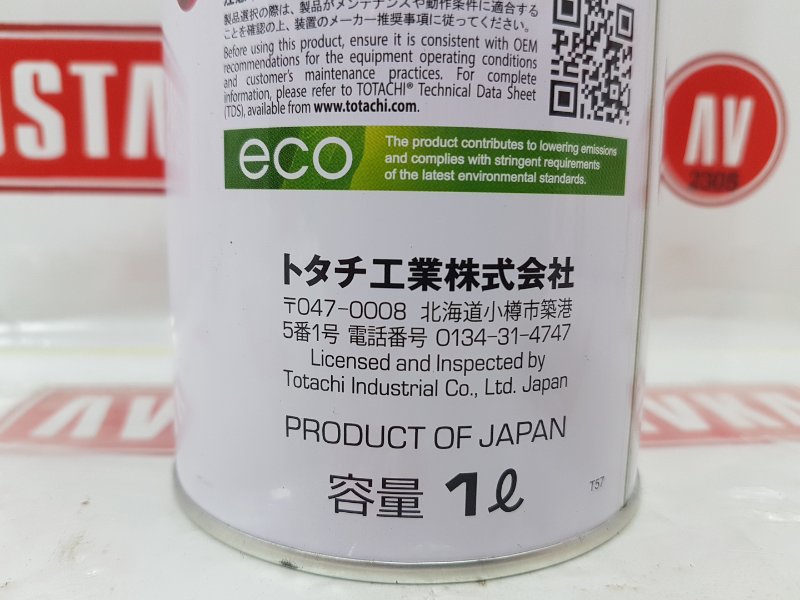 製品選択の際は、製品がメンテナンスや動作条件に適合する
ことを確認の上、装置のメーカー推奨事項に従ってください。
Before using this product, ensure it is consistent with OEM
recommendations for the equipment operating conditions
and customer's maintenance practices. For complete
information, please refer to TOTACHI® Technical Data Sheet
(TDS), available from www.totachi.com.
eco
The product contributes to lowering emissions
and complies with stringent requirements
of the latest environmental standards.
トタチ工業株式会社
〒047-0008 北海道小樽市築港
5番1号 電話番号 0134-31-4747
Licensed and Inspected by
Totachi Industrial Co., Ltd. Japan
PRODUCT OF JAPAN
容量 1ℓ
T57
OSTA
AV
2306